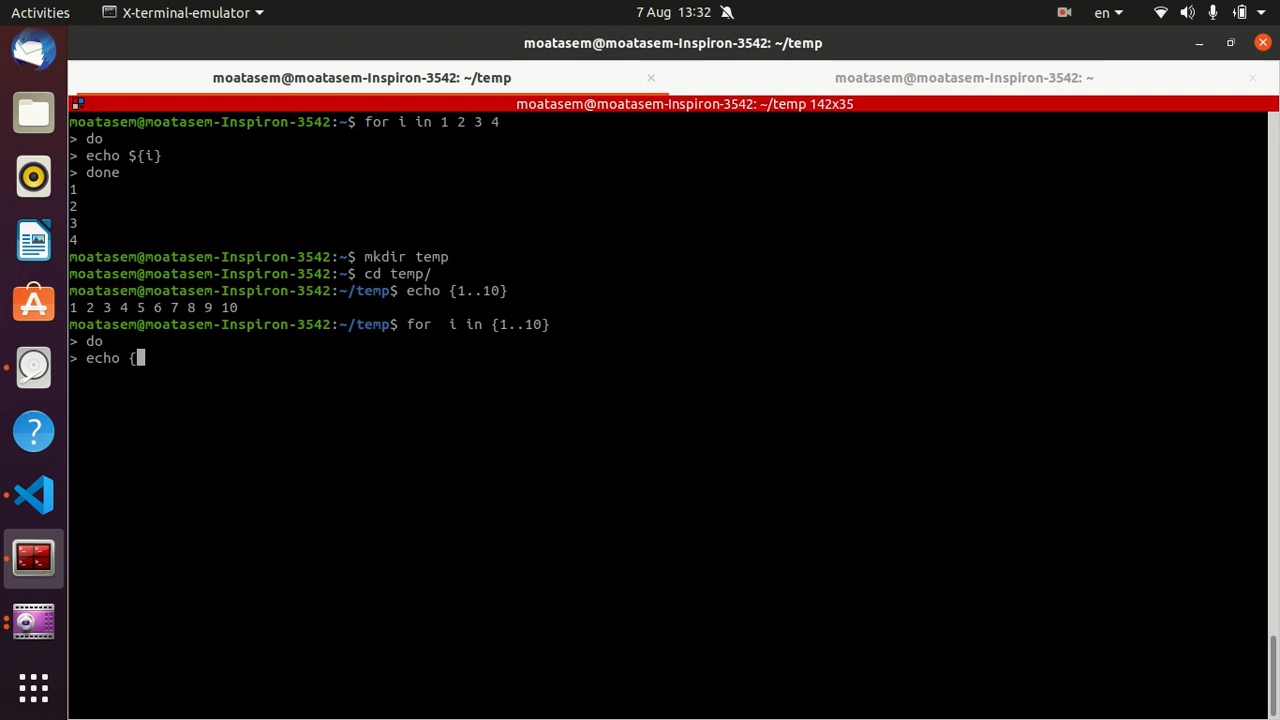 Activities X-terminal-emulator 7 Aug 13:32 en
moatasem@moatasem-Inspiron-3542: ~/temp
moatasem@moatasem-Inspiron-3542: ~/temp × moatasem@moatasem-Inspiron-3542: ~ ×
moatasem@moatasem-Inspiron-3542: ~/temp 142x35
moatasem@moatasem-Inspiron-3542:~$ for i in 1 2 3 4
> do
> echo ${i}
> done
1
2
3
4
moatasem@moatasem-Inspiron-3542:~$ mkdir temp
moatasem@moatasem-Inspiron-3542:~$ cd temp/
moatasem@moatasem-Inspiron-3542:~/temp$ echo {1..10}
1 2 3 4 5 6 7 8 9 10
moatasem@moatasem-Inspiron-3542:~/temp$ for  i in {1..10}
> do
> echo {